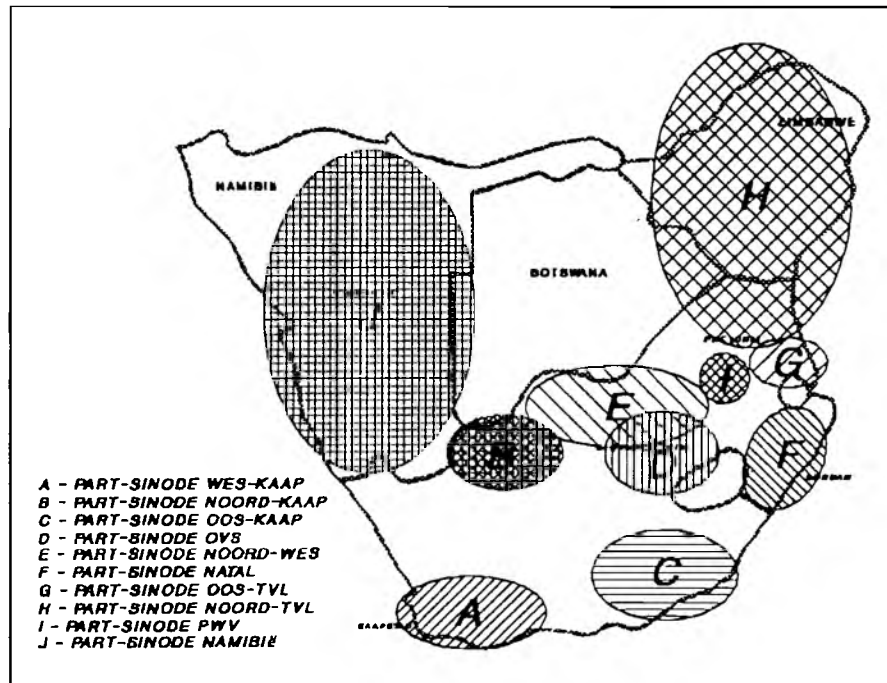 ZIMBABWE
NAMIBIË
H
BOTSWANA
G
I
E
D
F
C
A
A - PART-SINODE WES-KAAP
B - PART-SINODE NOORD-KAAP
C - PART-SINODE OOS-KAAP
D - PART-SINODE OVS
E - PART-SINODE NOORD-WES
F - PART-SINODE NATAL
G - PART-SINODE OOS-TVL
H - PART-SINODE NOORD-TVL
I - PART-SINODE PWV
J - PART-SINODE NAMIBIË